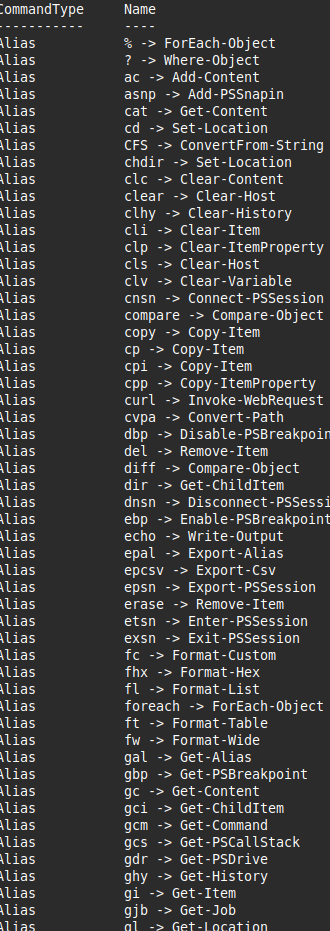 CommandType     Name
-----------     ----
Alias           % -> ForEach-Object
Alias           ? -> Where-Object
Alias           ac -> Add-Content
Alias           asnp -> Add-PSSnapin
Alias           cat -> Get-Content
Alias           cd -> Set-Location
Alias           CFS -> ConvertFrom-String
Alias           chdir -> Set-Location
Alias           clc -> Clear-Content
Alias           clear -> Clear-Host
Alias           clhy -> Clear-History
Alias           cli -> Clear-Item
Alias           clp -> Clear-ItemProperty
Alias           cls -> Clear-Host
Alias           clv -> Clear-Variable
Alias           cnsn -> Connect-PSSession
Alias           compare -> Compare-Object
Alias           copy -> Copy-Item
Alias           cp -> Copy-Item
Alias           cpi -> Copy-Item
Alias           cpp -> Copy-ItemProperty
Alias           curl -> Invoke-WebRequest
Alias           cvpa -> Convert-Path
Alias           dbp -> Disable-PSBreakpoin
Alias           del -> Remove-Item
Alias           diff -> Compare-Object
Alias           dir -> Get-ChildItem
Alias           dnsn -> Disconnect-PSSessi
Alias           ebp -> Enable-PSBreakpoint
Alias           echo -> Write-Output
Alias           epal -> Export-Alias
Alias           epcsv -> Export-Csv
Alias           epsn -> Export-PSSession
Alias           erase -> Remove-Item
Alias           etsn -> Enter-PSSession
Alias           exsn -> Exit-PSSession
Alias           fc -> Format-Custom
Alias           fhx -> Format-Hex
Alias           fl -> Format-List
Alias           foreach -> ForEach-Object
Alias           ft -> Format-Table
Alias           fw -> Format-Wide
Alias           gal -> Get-Alias
Alias           gbp -> Get-PSBreakpoint
Alias           gc -> Get-Content
Alias           gci -> Get-ChildItem
Alias           gcm -> Get-Command
Alias           gcs -> Get-PSCallStack
Alias           gdr -> Get-PSDrive
Alias           ghy -> Get-History
Alias           gi -> Get-Item
Alias           gjb -> Get-Job
Alias           gl -> Get-Location